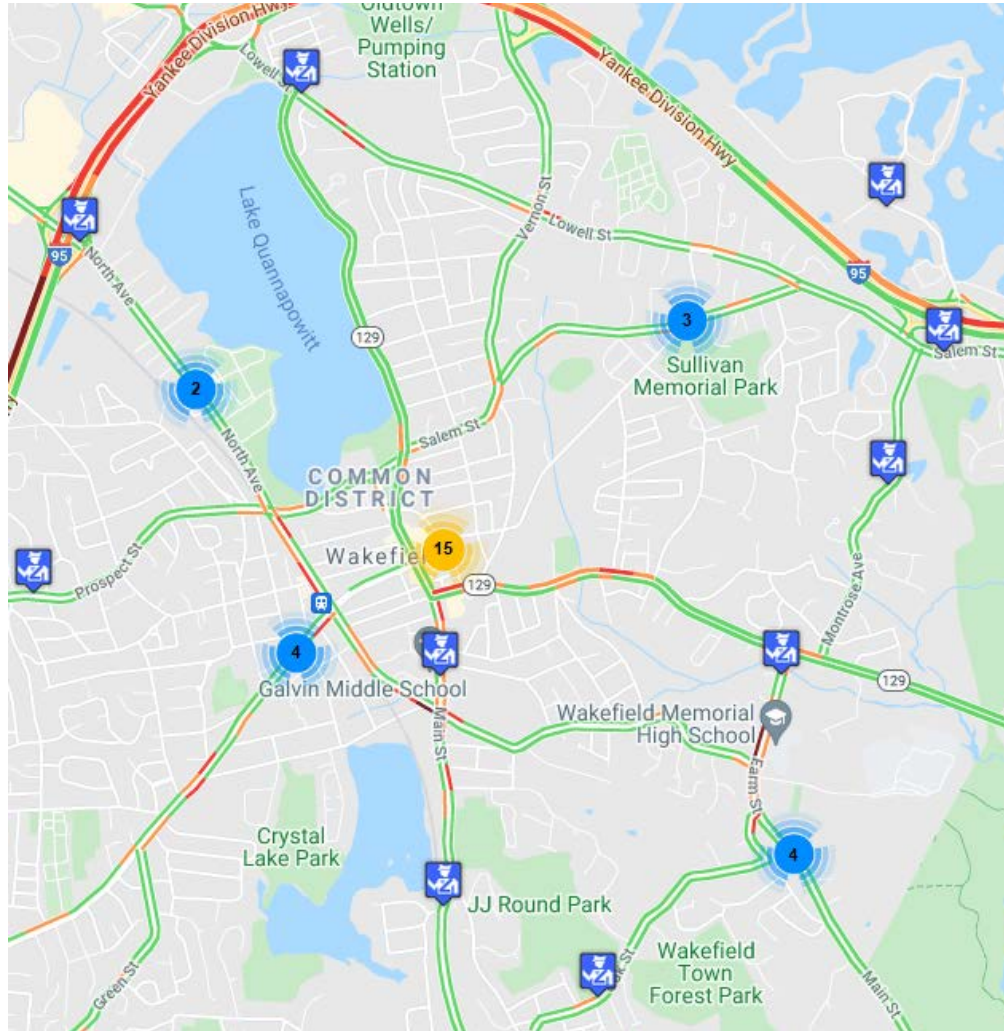 Oldtown
Wells/
Pumping
Station
Yankee Division Hwy
Lowell St
Yankee Division Hwy
Lake Quannapowitt
Vernon St
Lowell St
95
North Ave
95
3
129
Salem St
Sullivan
Memorial Park
2
North Ave
Salem St
COMMON
DISTRICT
15
Wakefield
Prospect St
129
Montrose Ave
4
Galvin Middle School
129
Main St
Wakefield Memorial
High School
Farm St
Crystal
Lake Park
4
JJ Round Park
Wakefield
Town
Forest Park
Green St
Main St